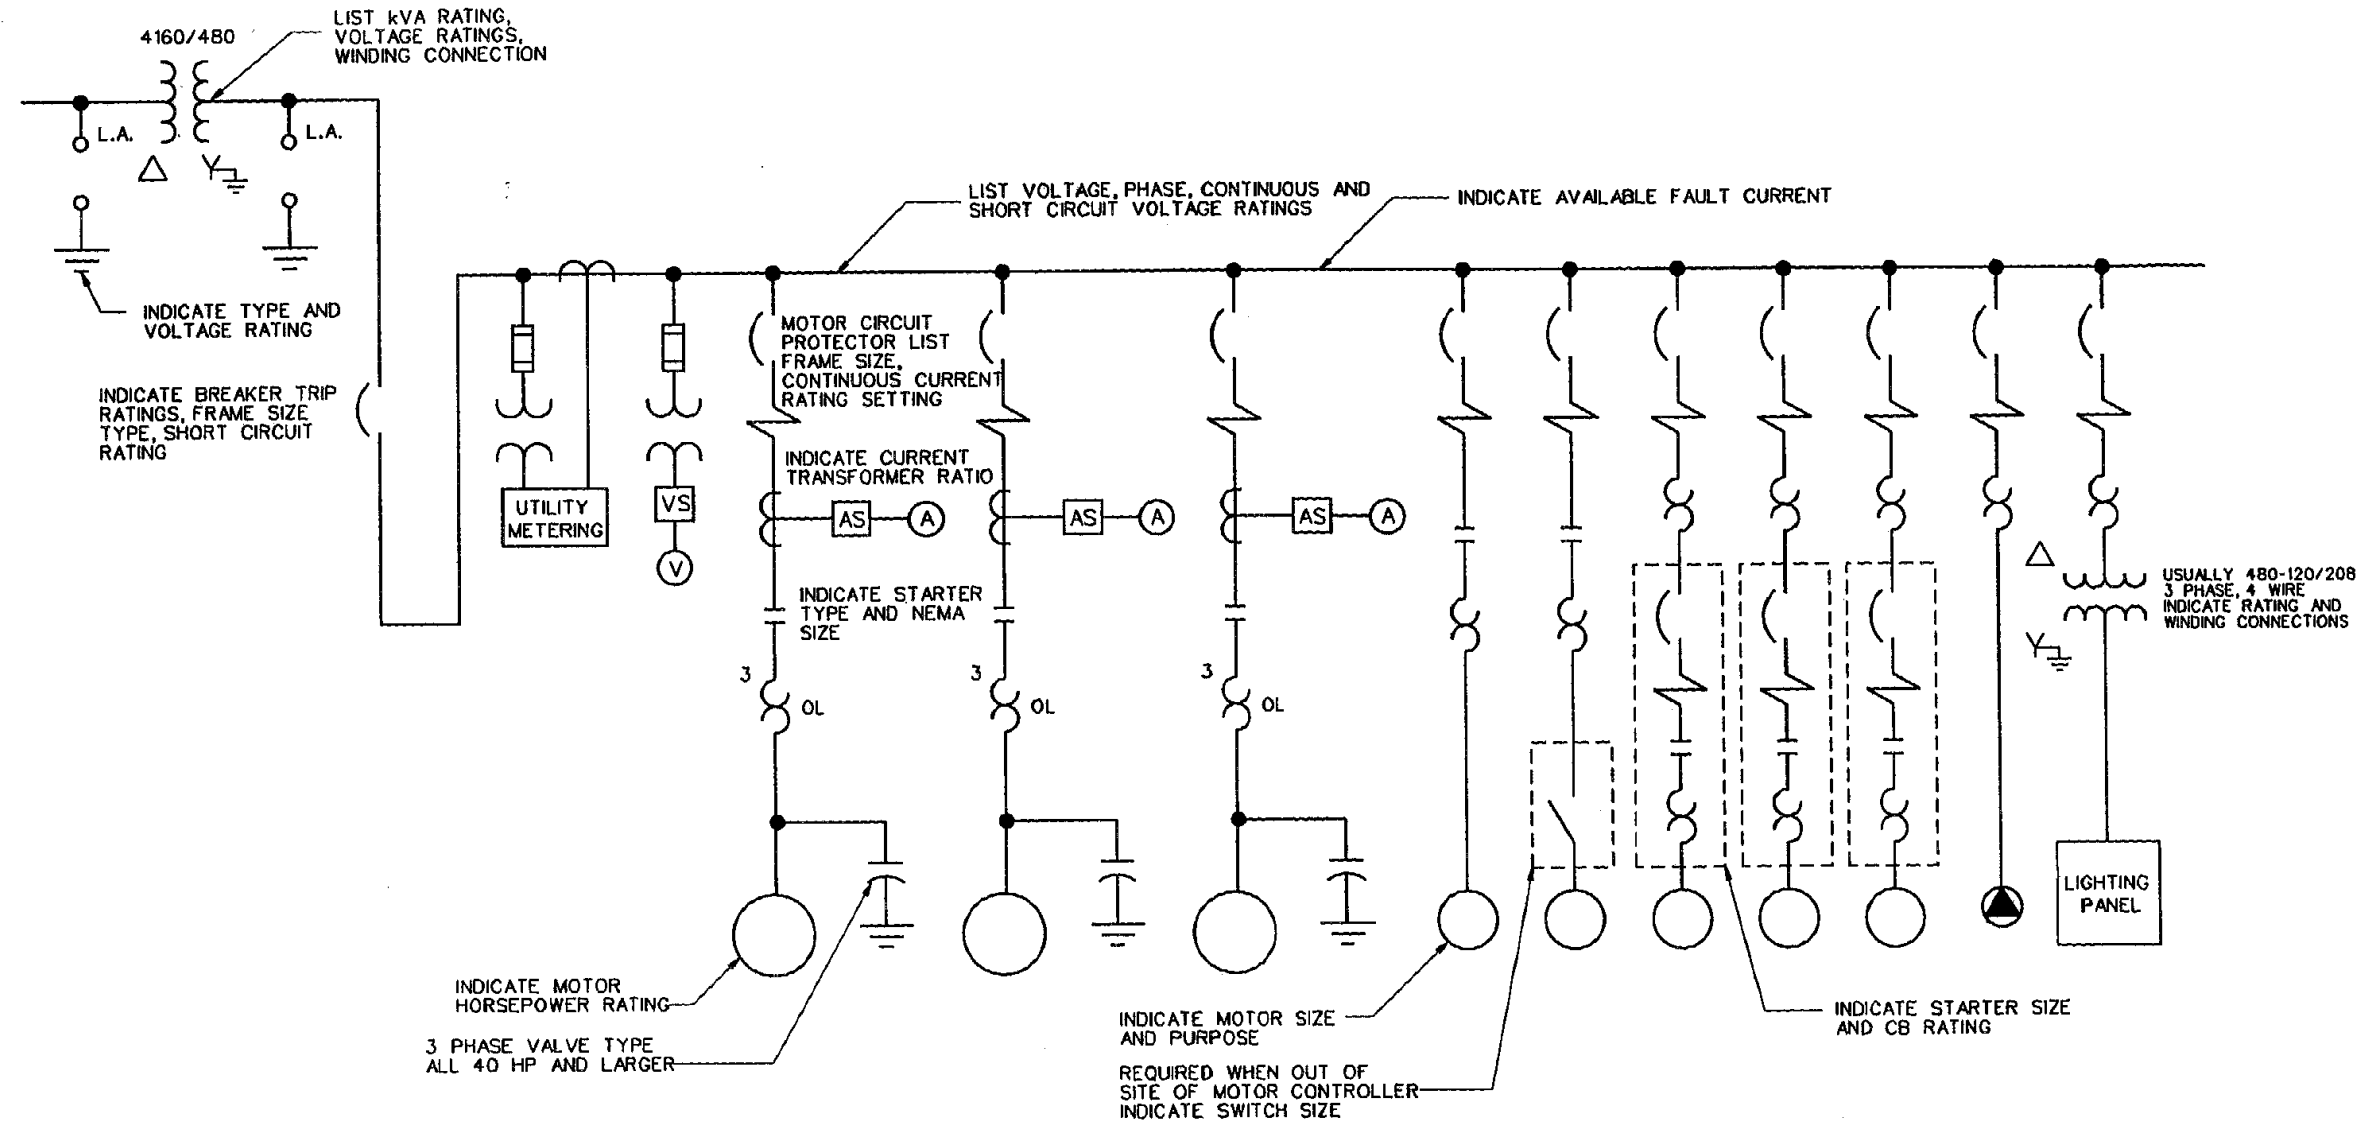 LIST kVA RATING,
VOLTAGE RATINGS,
WINDING CONNECTION
4160/480
L.A.
L.A.
INDICATE TYPE AND
VOLTAGE RATING
INDICATE BREAKER TRIP
RATINGS, FRAME SIZE
TYPE, SHORT CIRCUIT
RATING
LIST VOLTAGE, PHASE, CONTINUOUS AND
SHORT CIRCUIT VOLTAGE RATINGS
INDICATE AVAILABLE FAULT CURRENT
MOTOR CIRCUIT
PROTECTOR LIST
FRAME SIZE,
CONTINUOUS CURRENT
RATING SETTING
INDICATE CURRENT
TRANSFORMER RATIO
UTILITY
METERING
VS
V
AS
A
AS
A
AS
A
INDICATE STARTER
TYPE AND NEMA
SIZE
3
OL
3
OL
3
OL
USUALLY 480-120/208
3 PHASE, 4 WIRE
INDICATE RATING AND
WINDING CONNECTIONS
LIGHTING
PANEL
INDICATE MOTOR
HORSEPOWER RATING
3 PHASE VALVE TYPE
ALL 40 HP AND LARGER
INDICATE MOTOR SIZE
AND PURPOSE
REQUIRED WHEN OUT OF
SITE OF MOTOR CONTROLLER
INDICATE SWITCH SIZE
INDICATE STARTER SIZE
AND CB RATING